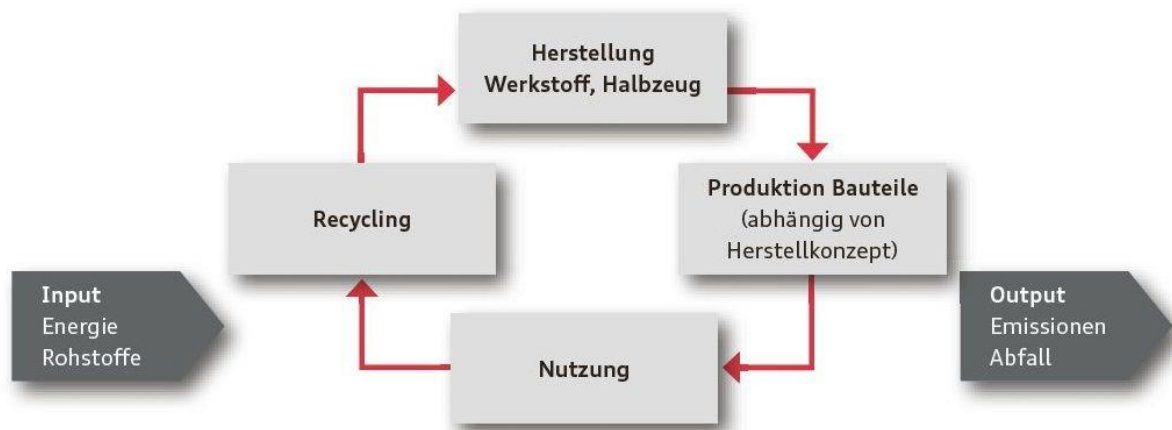 Herstellung
Werkstoff, Halbzeug
Produktion Bauteile
(abhängig von
Herstellkonzept)
Recycling
Input
Energie
Rohstoffe
Output
Emissionen
Abfall
Nutzung